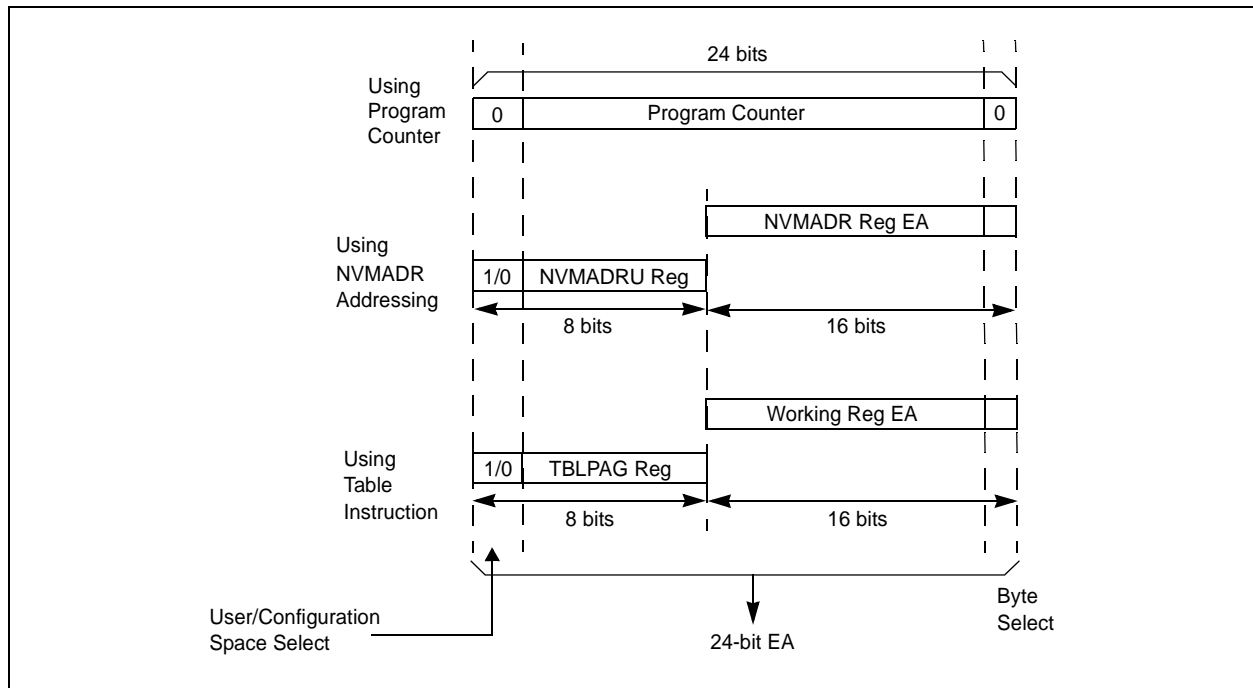 24 bits
Using
Program
Counter
0
Program Counter
0
NVMADR Reg EA
Using
NVMADR
Addressing
1/0
NVMADRU Reg
8 bits
16 bits
Working Reg EA
Using
Table
Instruction
1/0
TBLPAG Reg
8 bits
16 bits
User/Configuration
Space Select
24-bit EA
Byte
Select